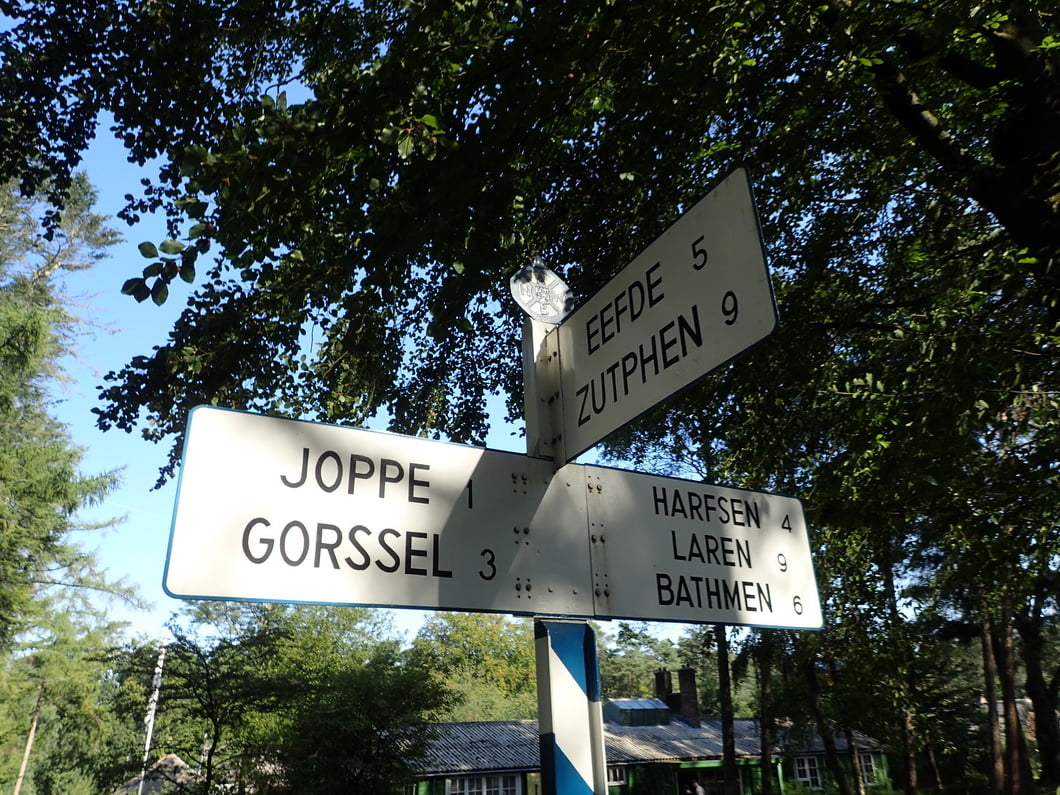 EEFDE 5
ZUTPHEN 9
JOPPE 1
GORSSEL 3
HARFSEN 4
LAREN 9
BATHMEN 6